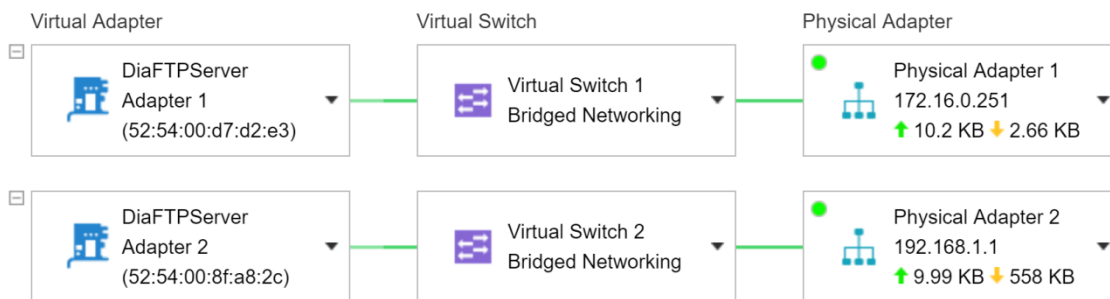 Virtual Adapter
Virtual Switch
Physical Adapter
DiaFTPServer
Adapter 1
(52:54:00:d7:d2:e3)
Virtual Switch 1
Bridged Networking
Physical Adapter 1
172.16.0.251
10.2 KB 2.66 KB
DiaFTPServer
Adapter 2
(52:54:00:8f:a8:2c)
Virtual Switch 2
Bridged Networking
Physical Adapter 2
192.168.1.1
9.99 KB 558 KB